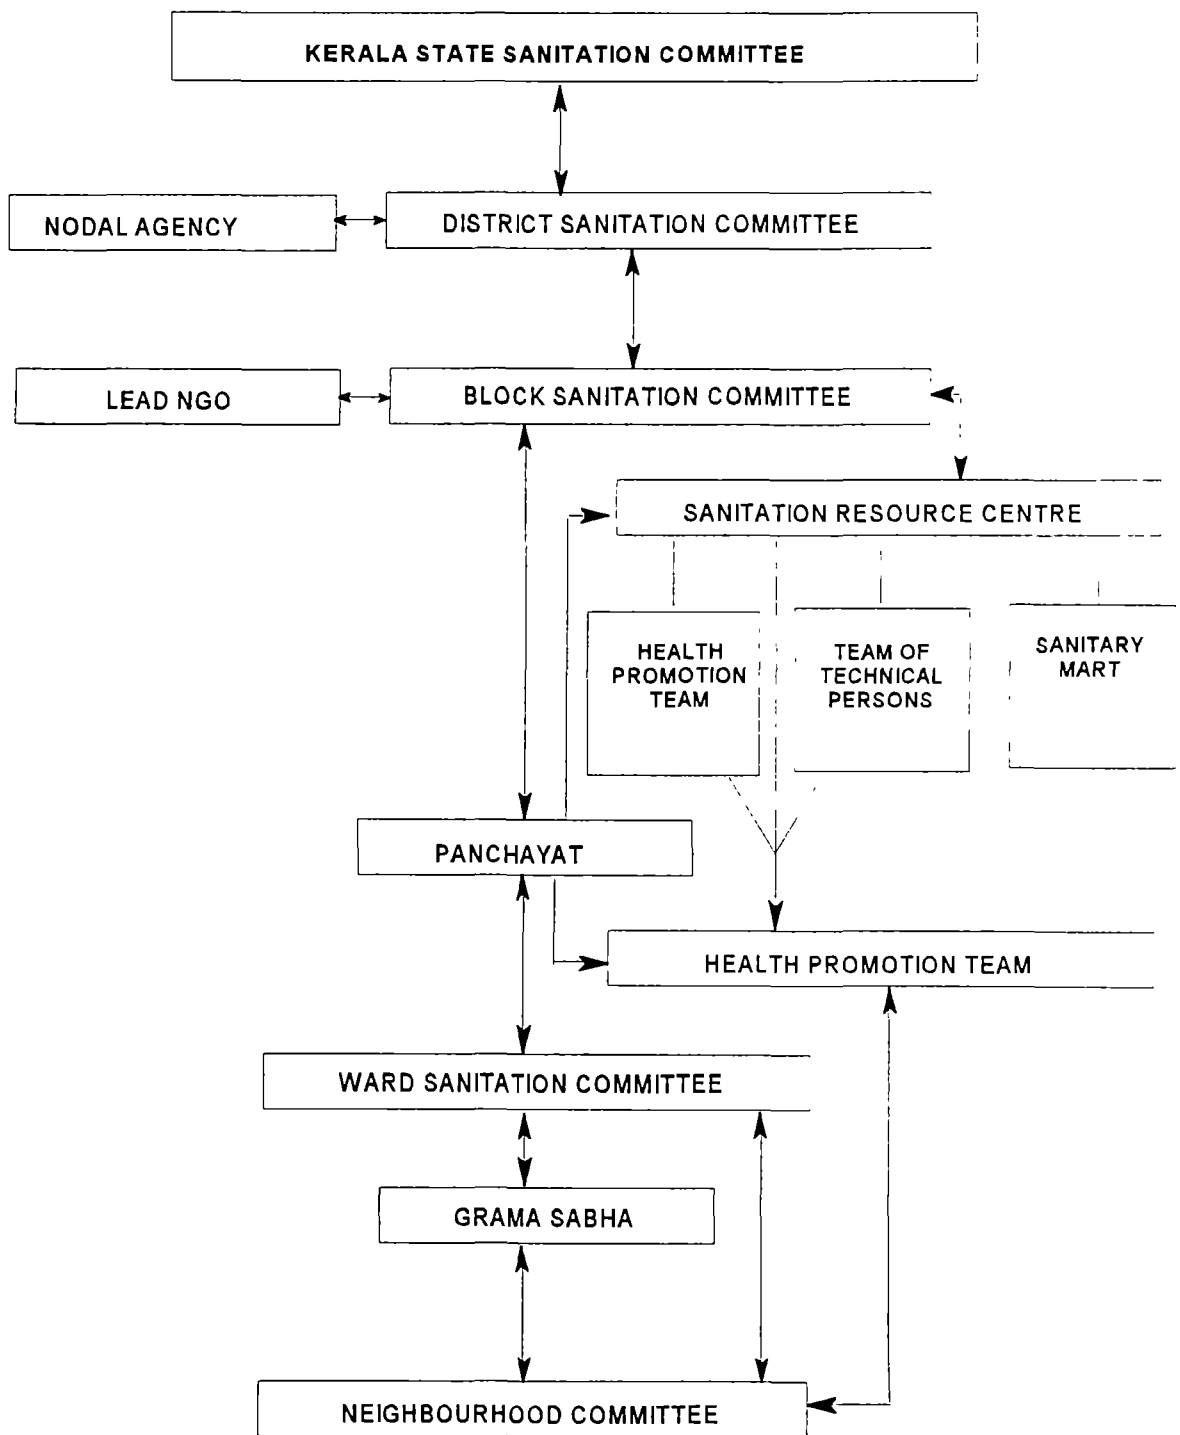 KERALA STATE SANITATION COMMITTEE
NODAL AGENCY
DISTRICT SANITATION COMMITTEE
LEAD NGO
BLOCK SANITATION COMMITTEE
SANITATION RESOURCE CENTRE
HEALTH
PROMOTION
TEAM
TEAM OF
TECHNICAL
PERSONS
SANITARY
MART
PANCHAYAT
HEALTH PROMOTION TEAM
WARD SANITATION COMMITTEE
GRAMA SABHA
NEIGHBOURHOOD COMMITTEE